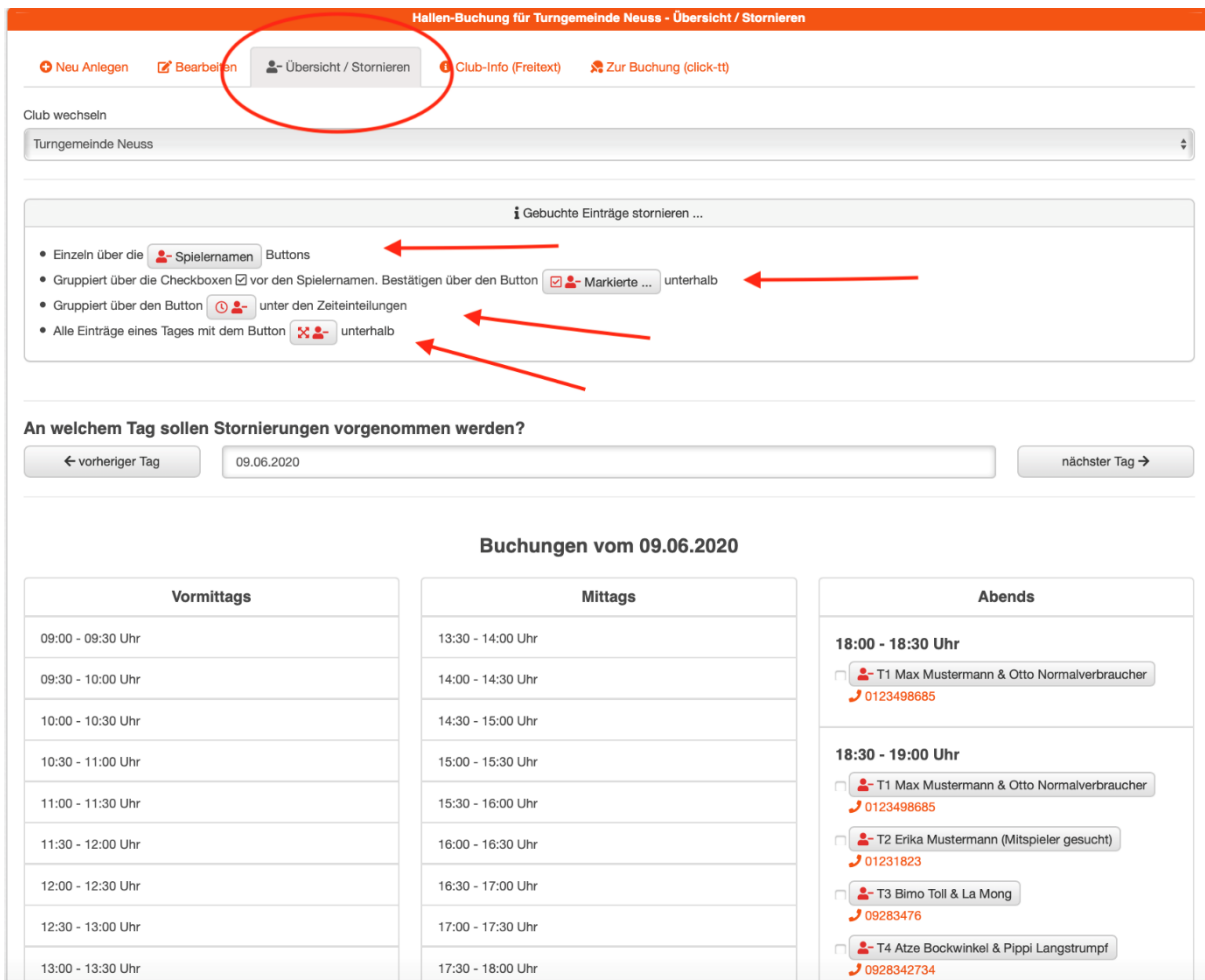 Hallen-Buchung für Turngemeinde Neuss - Übersicht / Stornieren
Neu Anlegen Bearbeiten Übersicht / Stornieren Club-Info (Freitext) Zur Buchung (click-tt)
Club wechseln
Turngemeinde Neuss
Gebuchte Einträge stornieren ...
Einzeln über die Spielernamen Buttons
Gruppiert über die Checkboxen vor den Spielernamen. Bestätigen über den Button Markierte ... unterhalb
Gruppiert über den Button unter den Zeiteinteilungen
Alle Einträge eines Tages mit dem Button unterhalb
An welchem Tag sollen Stornierungen vorgenommen werden?
vorheriger Tag 09.06.2020 nächster Tag
Buchungen vom 09.06.2020
Vormittags
09:00 - 09:30 Uhr
09:30 - 10:00 Uhr
10:00 - 10:30 Uhr
10:30 - 11:00 Uhr
11:00 - 11:30 Uhr
11:30 - 12:00 Uhr
12:00 - 12:30 Uhr
12:30 - 13:00 Uhr
13:00 - 13:30 Uhr
Mittags
13:30 - 14:00 Uhr
14:00 - 14:30 Uhr
14:30 - 15:00 Uhr
15:00 - 15:30 Uhr
15:30 - 16:00 Uhr
16:00 - 16:30 Uhr
16:30 - 17:00 Uhr
17:00 - 17:30 Uhr
17:30 - 18:00 Uhr
Abends
18:00 - 18:30 Uhr
T1 Max Mustermann & Otto Normalverbraucher
0123498685
18:30 - 19:00 Uhr
T1 Max Mustermann & Otto Normalverbraucher
0123498685
T2 Erika Mustermann (Mitspieler gesucht)
01231823
T3 Bimo Toll & La Mong
09283476
T4 Atze Bockwinkel & Pippi Langstrumpf
0928342734